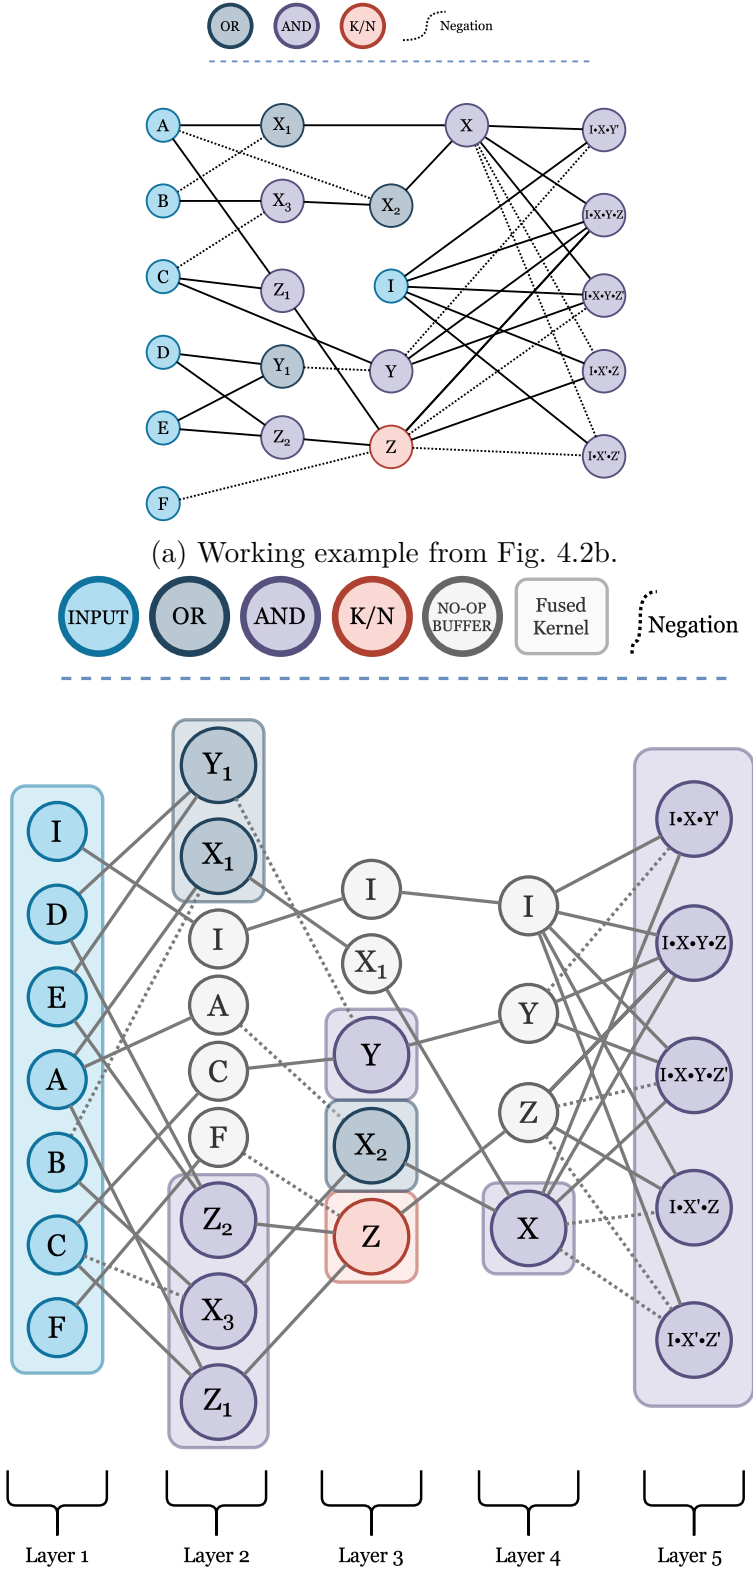 OR AND K/N Negation
A X₁ X I•X•Y'
B X₃ X₂ I•X•Y•Z
C Z₁ I I•X•Y•Z'
D Y₁ Y I•X'•Z
E Z₂ Z I•X'•Z'
F
(a) Working example from Fig. 4.2b.
INPUT OR AND K/N NO-OP BUFFER Fused Kernel Negation
I
D
E
A
B
C
F
Y₁
X₁
I
A
C
F
Z₂
X₃
Z₁
I
X₁
Y
X₂
Z
I
Y
Z
X
I•X•Y'
I•X•Y•Z
I•X•Y•Z'
I•X'•Z
I•X'•Z'
Layer 1 Layer 2 Layer 3 Layer 4 Layer 5